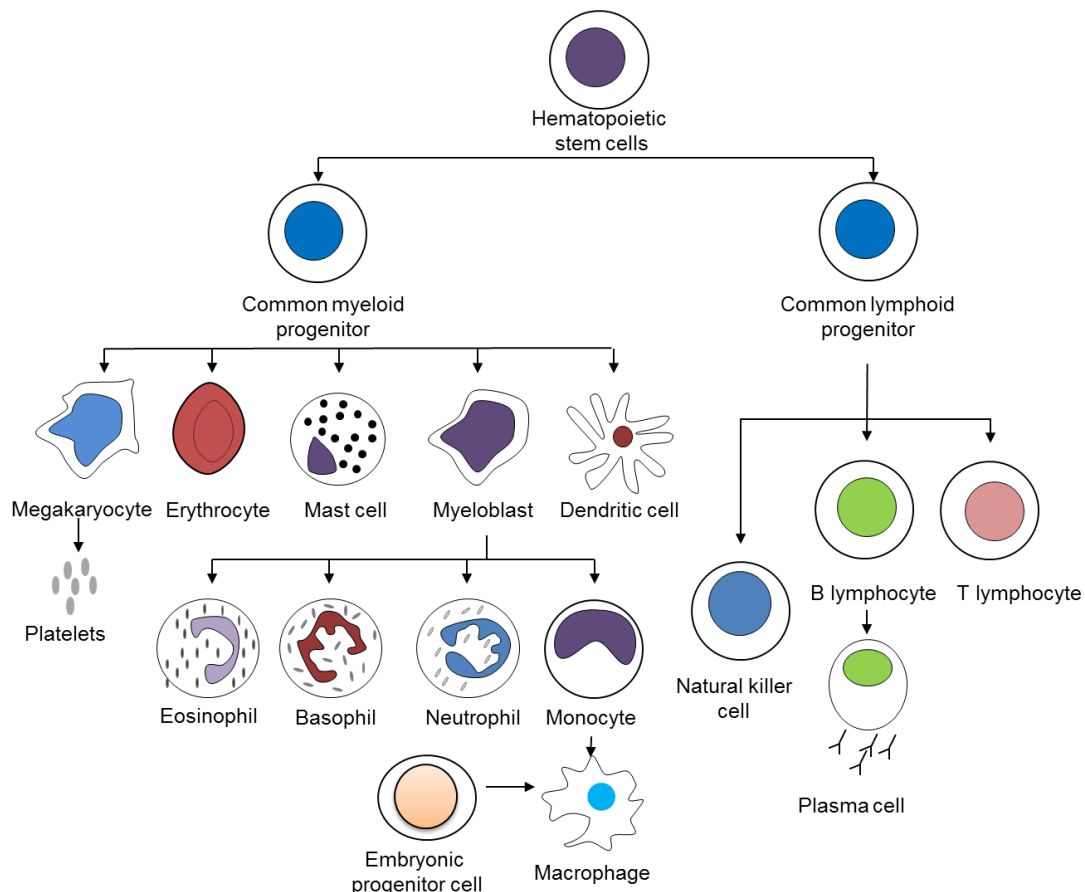 Hematopoietic
stem cells
Common myeloid
progenitor
Common lymphoid
progenitor
Megakaryocyte
Erythrocyte
Mast cell
Myeloblast
Dendritic cell
B lymphocyte
T lymphocyte
Platelets
Natural killer
cell
Eosinophil
Basophil
Neutrophil
Monocyte
Plasma cell
Embryonic
progenitor cell
Macrophage